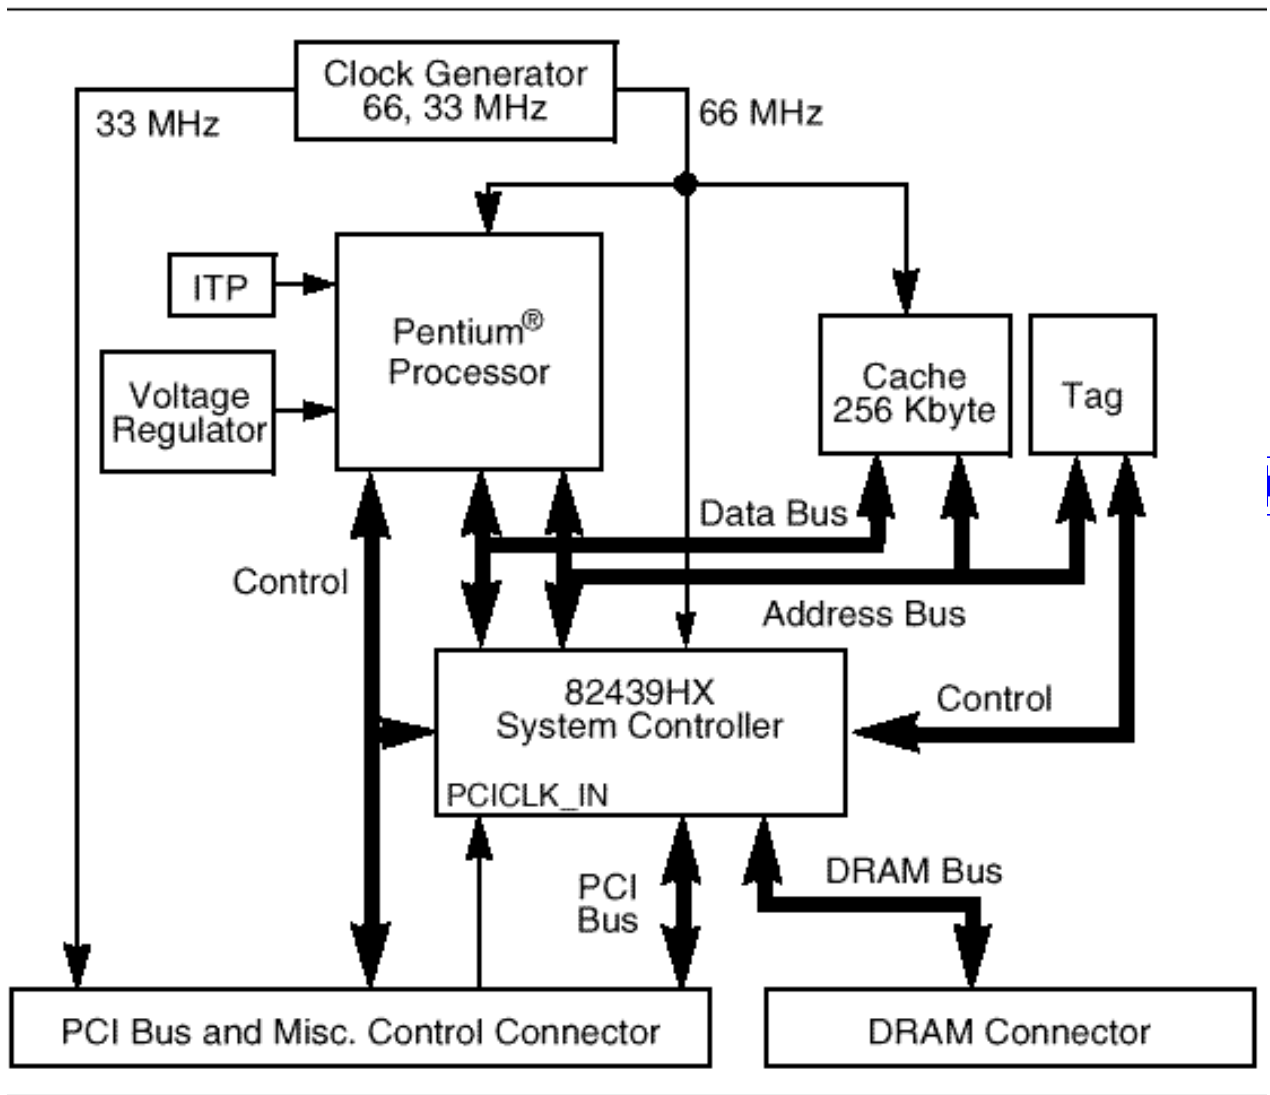 Clock Generator
66, 33 MHz
33 MHz
66 MHz
ITP
Pentium®
Processor
Voltage
Regulator
Cache
256 Kbyte
Tag
Data Bus
Control
Address Bus
82439HX
System Controller
Control
PCICLK_IN
PCI
Bus
DRAM Bus
PCI Bus and Misc. Control Connector
DRAM Connector